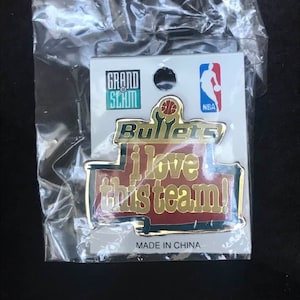 GRAND
SLAM
NBA
Bullets
i love
this team!
MADE IN CHINA